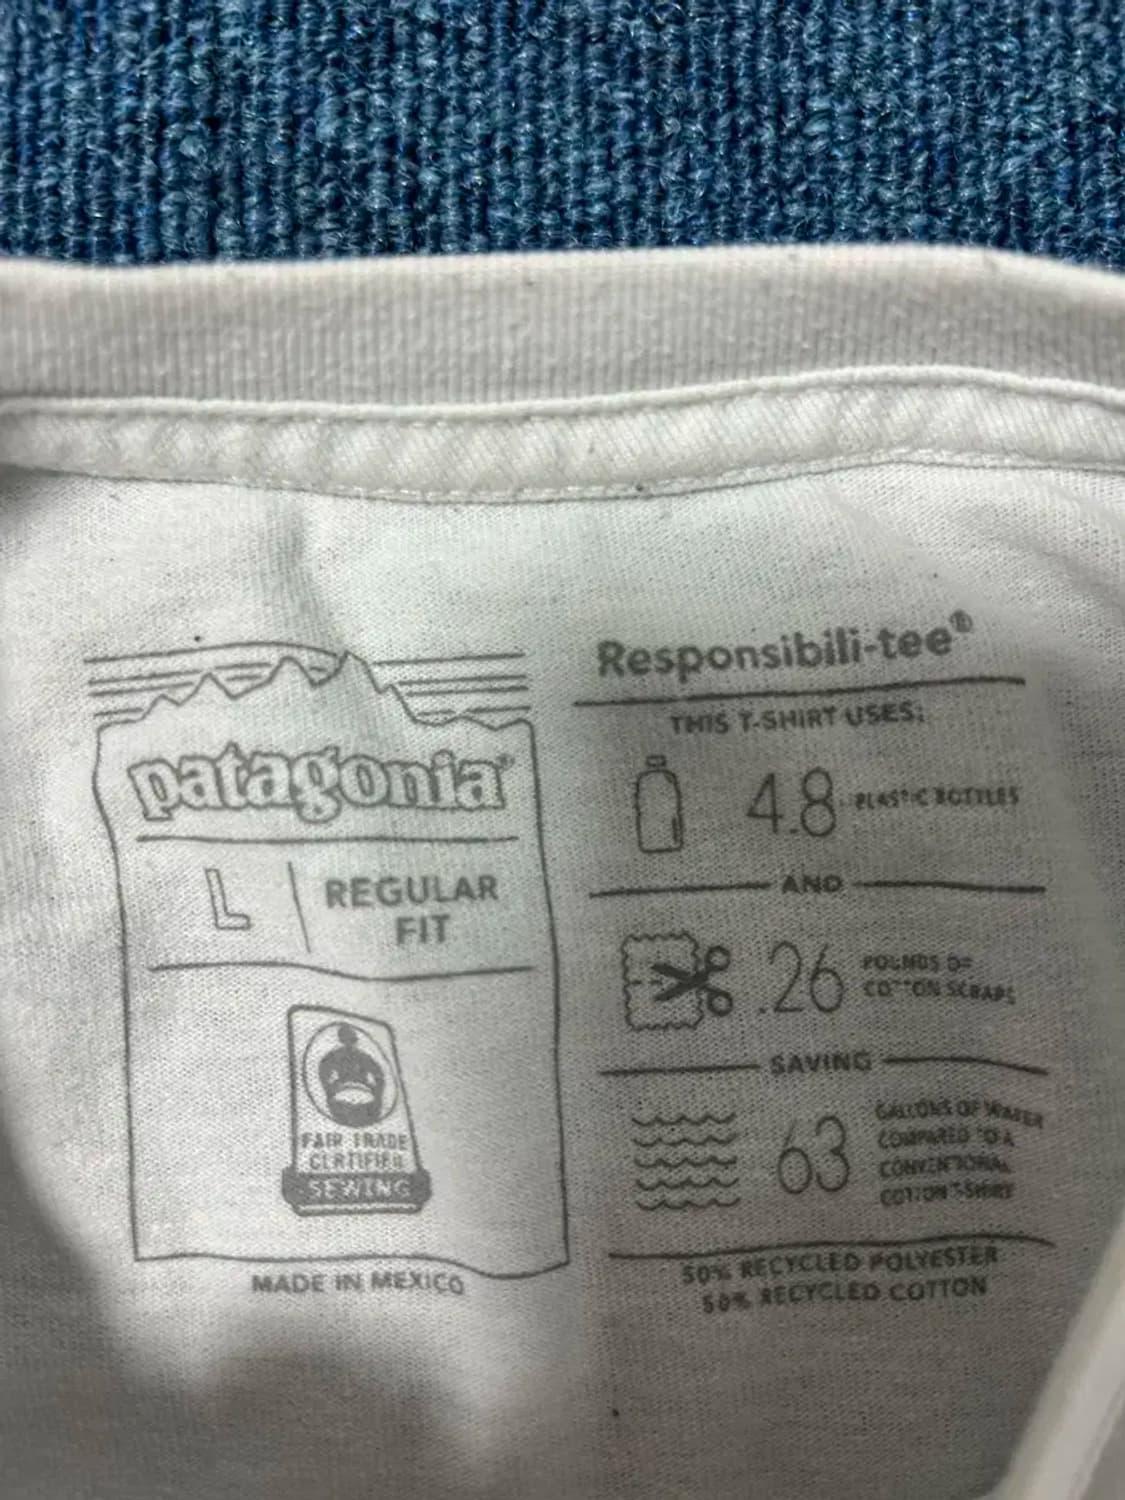 patagonia®
L
REGULAR
FIT
FAIR TRADE
CERTIFIED
SEWING
MADE IN MEXICO
Responsibili-tee®
THIS T-SHIRT USES:
4.8 PLASTIC BOTTLES
AND
.26 POUNDS OF
COTTON SCRAPS
SAVING
63 GALLONS OF WATER
COMPARED TO A
CONVENTIONAL
COTTON T-SHIRT
50% RECYCLED POLYESTER
50% RECYCLED COTTON